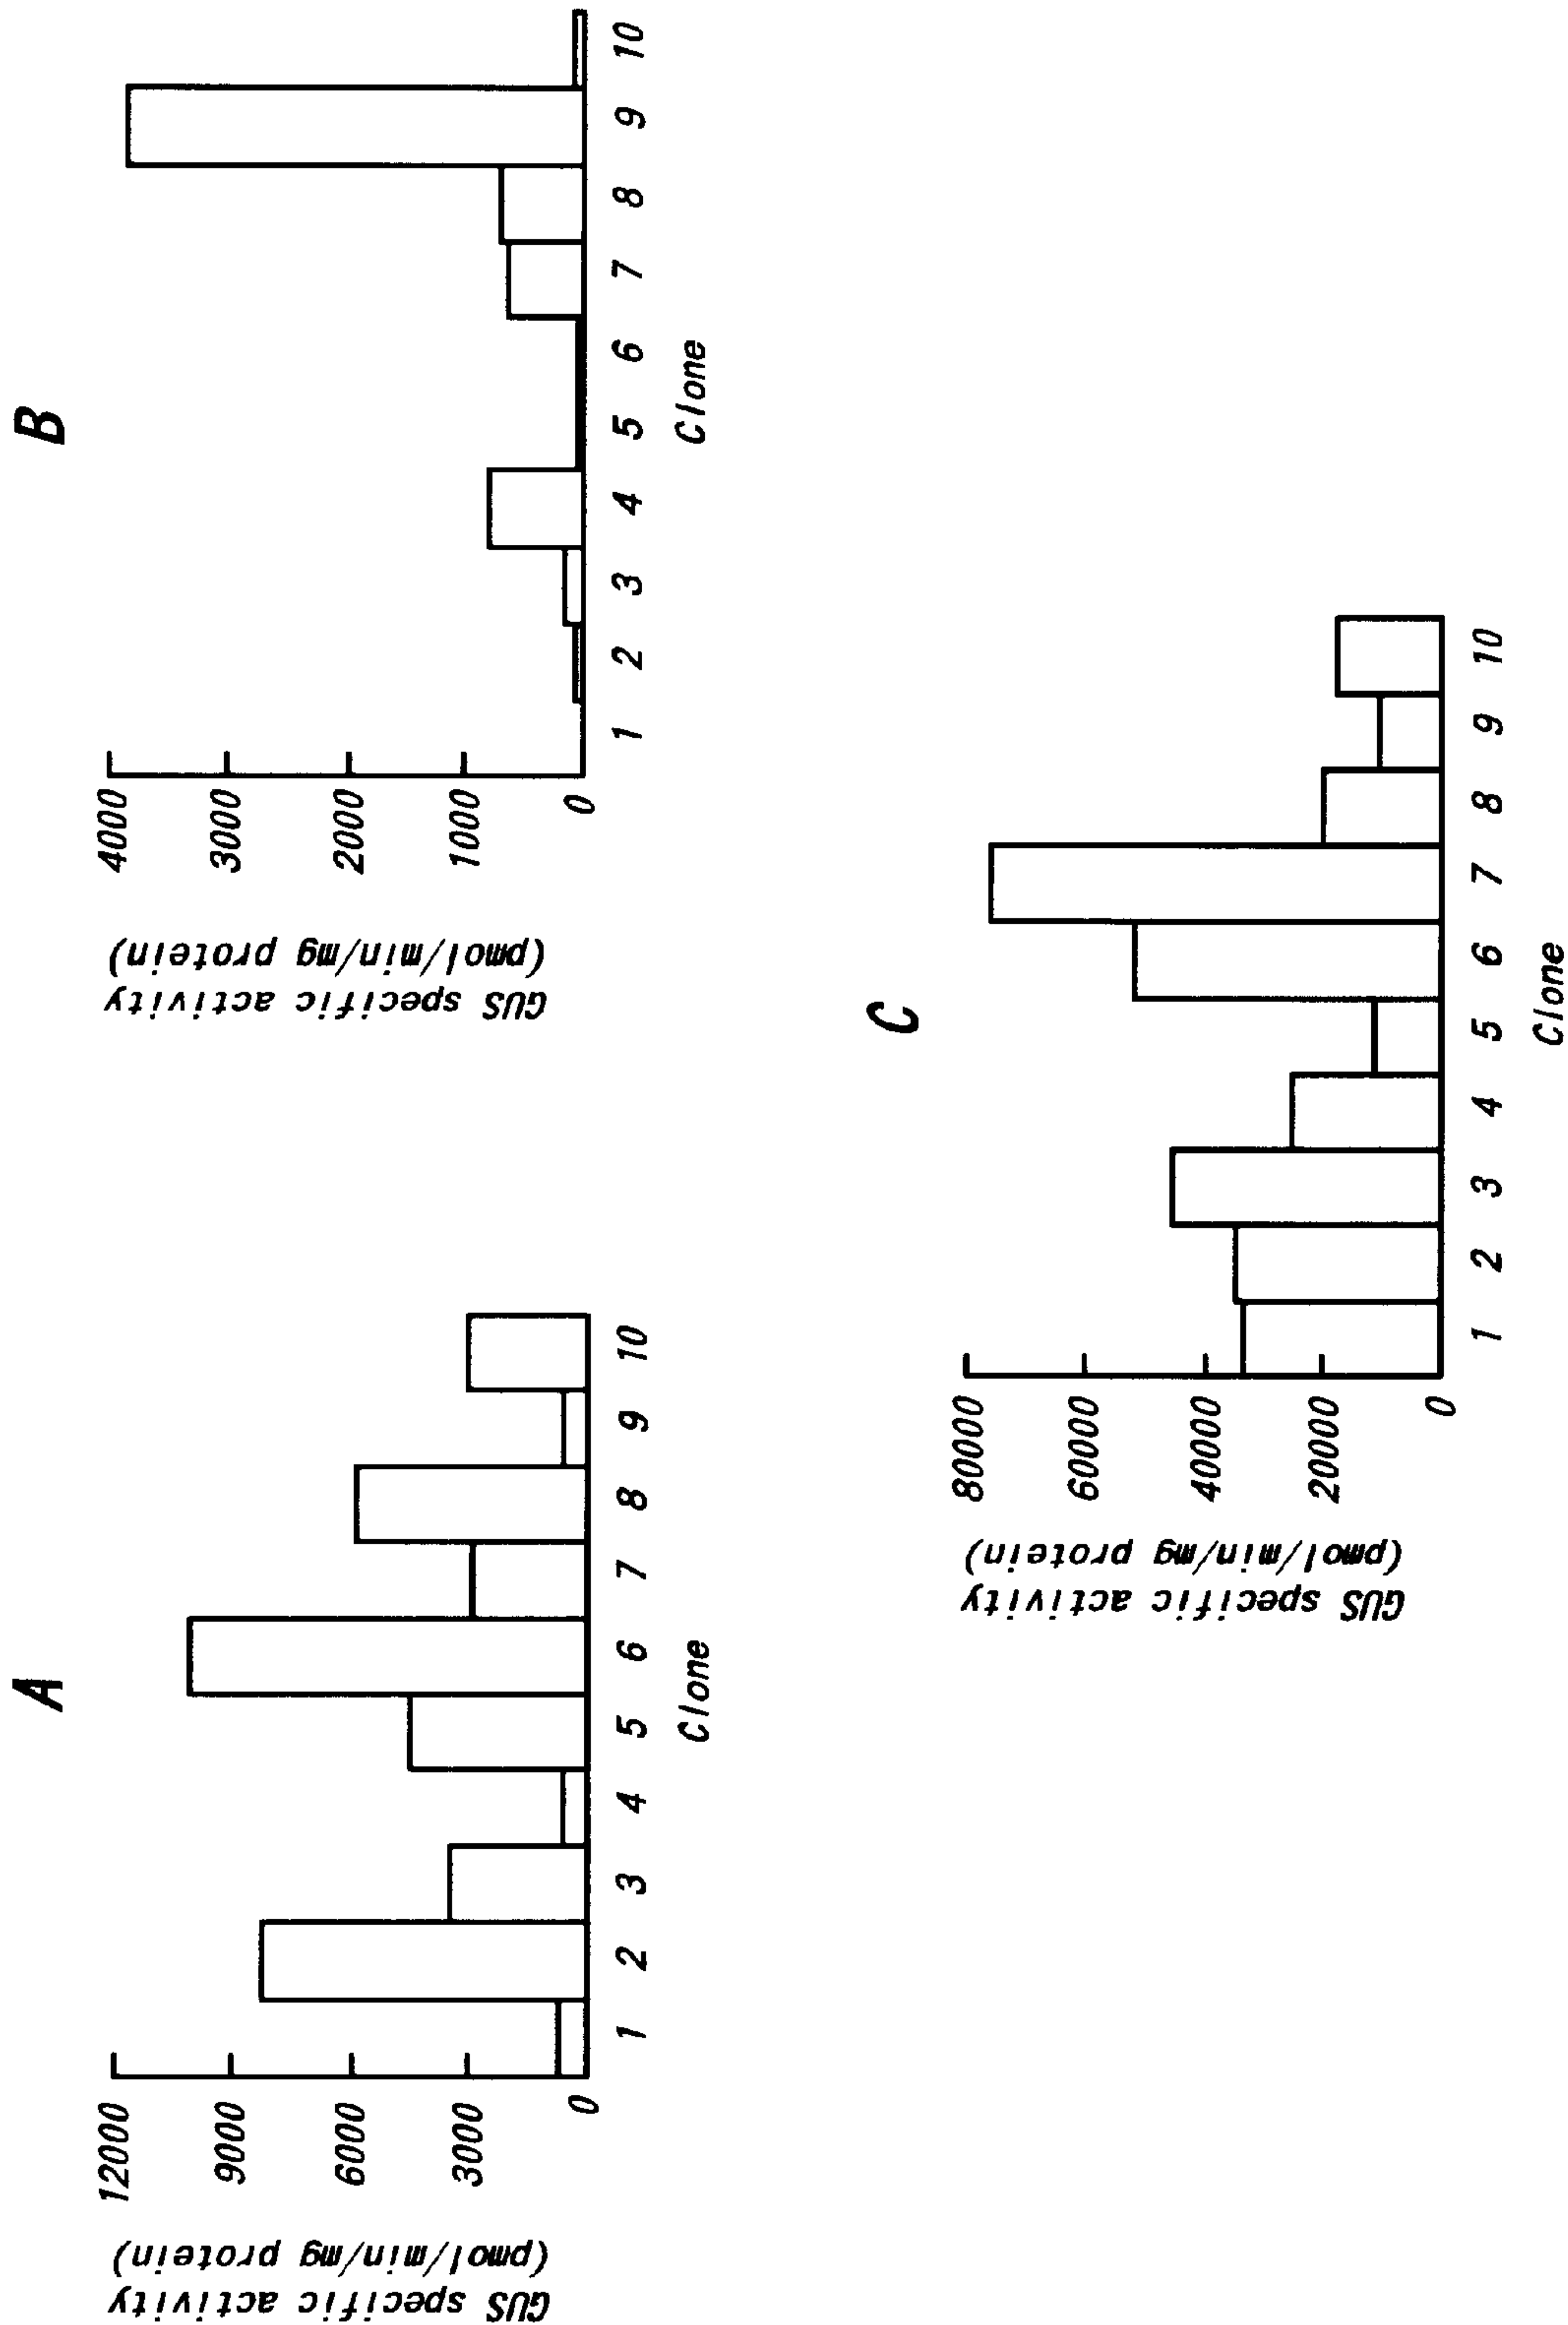 A
GUS specific activity
(pmol/min/mg protein)
12000
9000
6000
3000
0
1 2 3 4 5 6 7 8 9 10
Clone
B
GUS specific activity
(pmol/min/mg protein)
4000
3000
2000
1000
0
1 2 3 4 5 6 7 8 9 10
Clone
C
GUS specific activity
(pmol/min/mg protein)
80000
60000
40000
20000
0
1 2 3 4 5 6 7 8 9 10
Clone